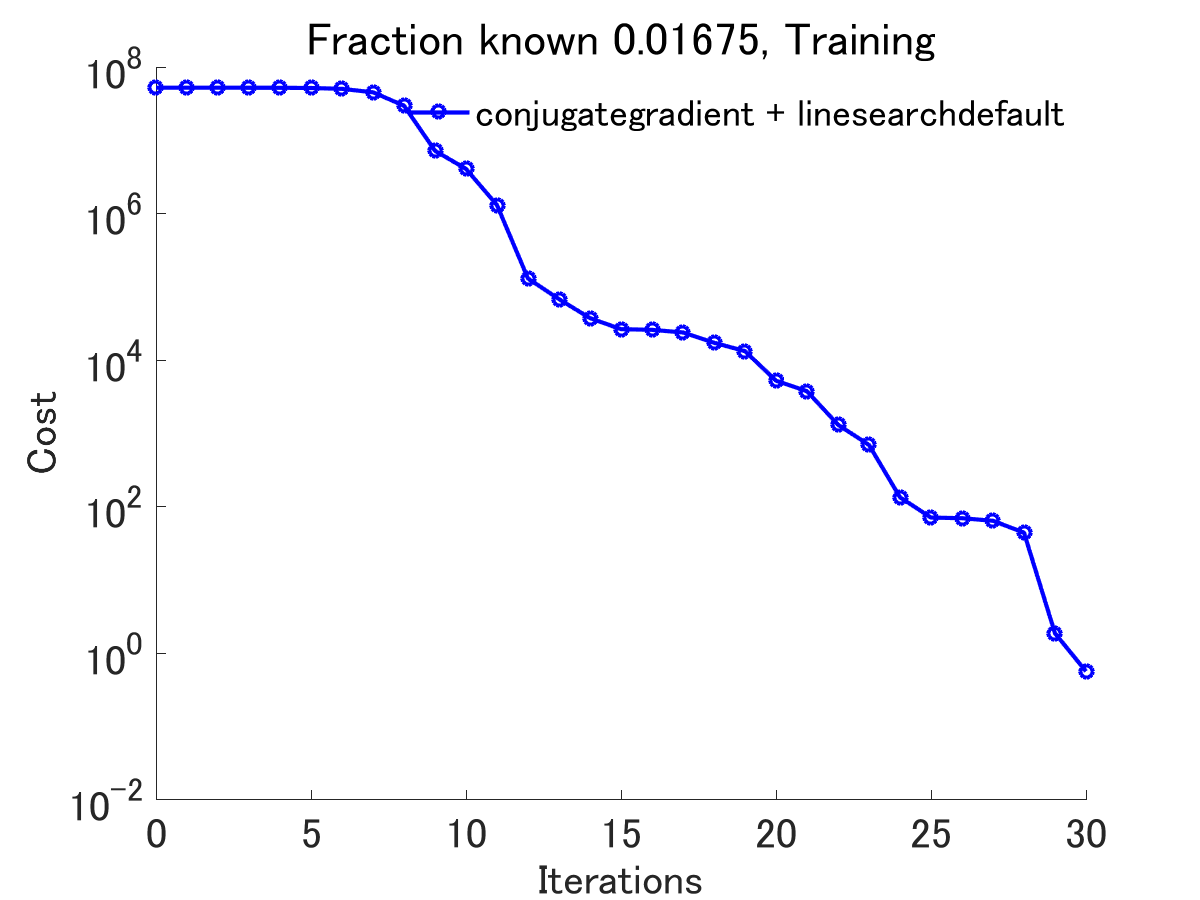 Fraction known 0.01675, Training
conjugategradient + linesearchdefault
10^8
10^6
10^4
10^2
10^0
10^-2
Cost
0 5 10 15 20 25 30
Iterations